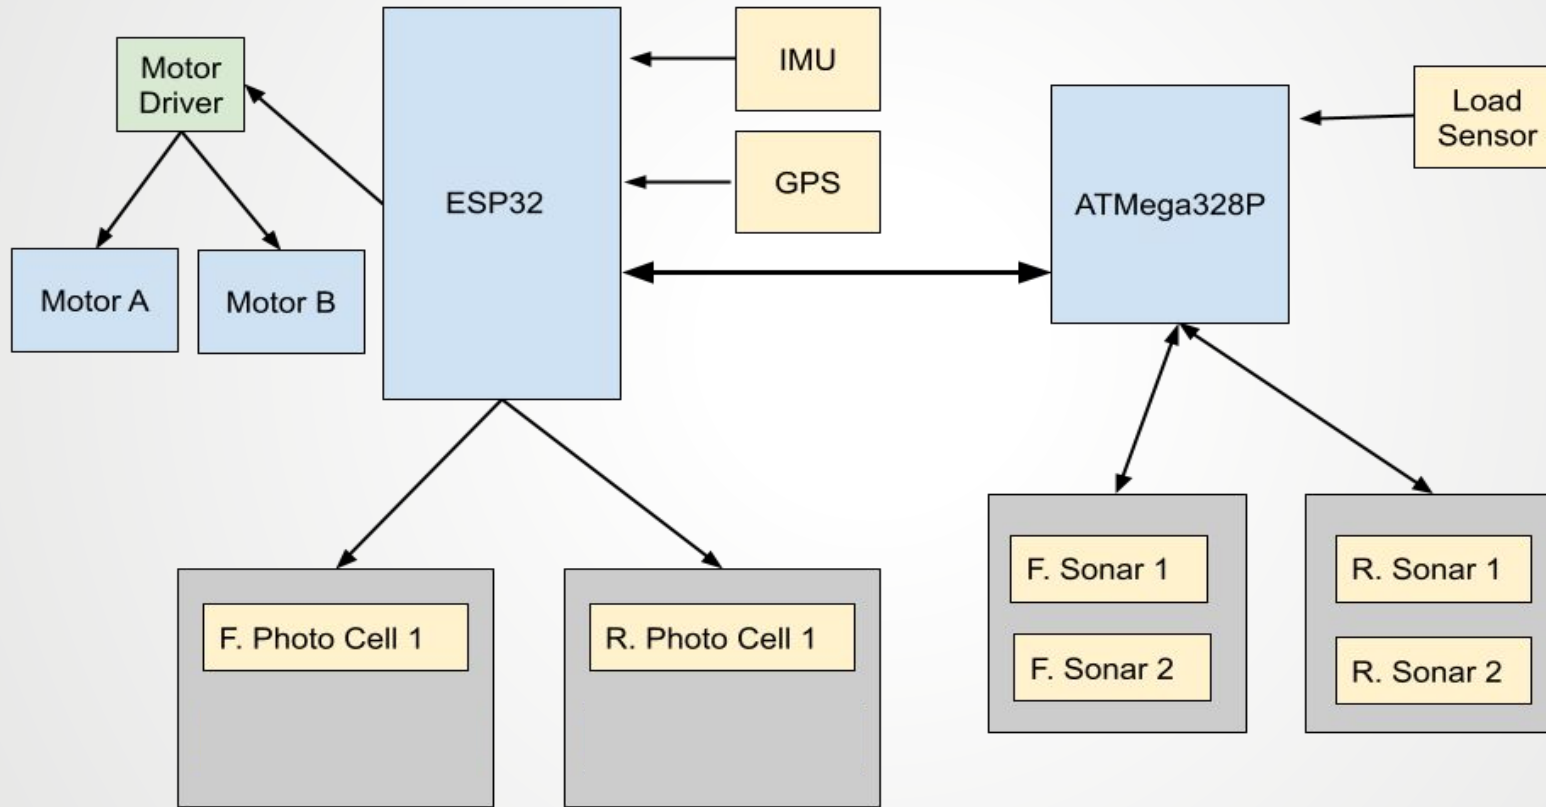 Motor
Driver
ESP32
IMU
GPS
ATMega328P
Load
Sensor
Motor A
Motor B
F. Photo Cell 1
R. Photo Cell 1
F. Sonar 1
F. Sonar 2
R. Sonar 1
R. Sonar 2